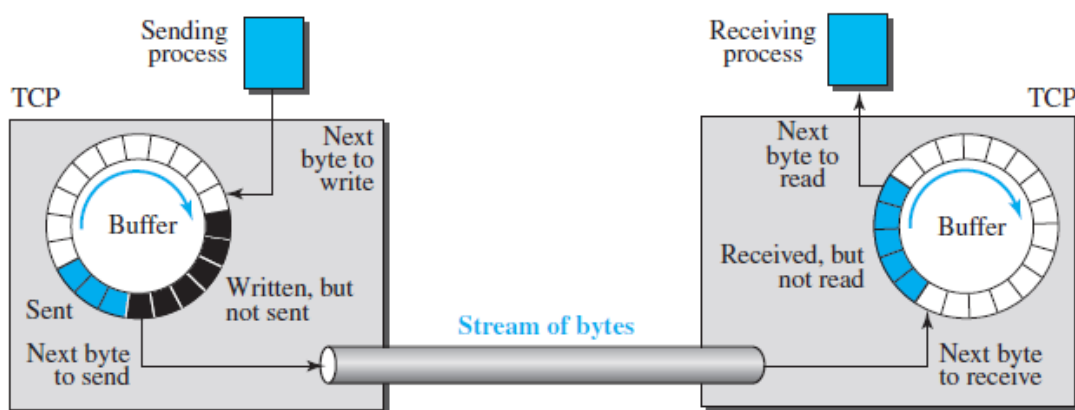 Sending
process
Receiving
process
TCP
TCP
Next
byte to
write
Next
byte to
read
Buffer
Buffer
Received, but
not read
Written, but
not sent
Sent
Stream of bytes
Next byte
to send
Next byte
to receive